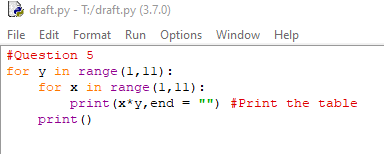 draft.py - T:/draft.py (3.7.0)
File Edit Format Run Options Window Help
#Question 5
for y in range(1,11):
    for x in range(1,11):
        print(x*y,end = "") #Print the table
    print()